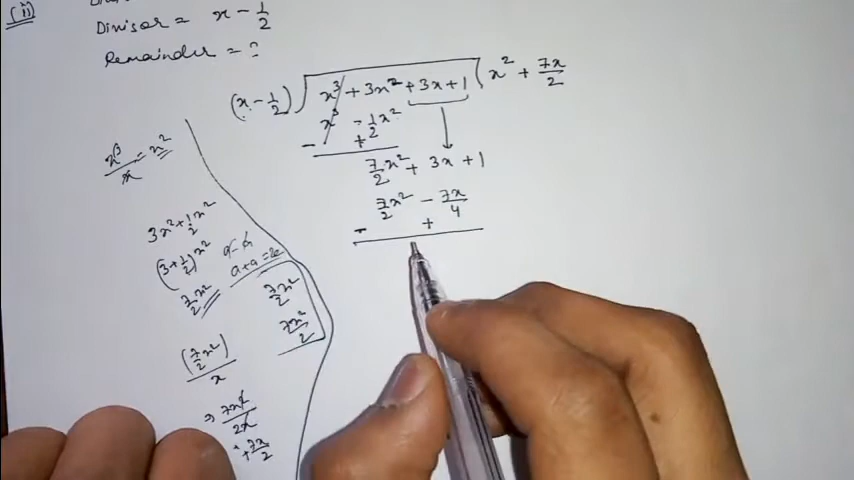 (ii)
Divisor = x - 1/2
Remainder = ?
(x - 1/2) ) x³ + 3x² + 3x + 1 ( x² + 7x/2
x³ - 1/2 x²
- +
7/2 x² + 3x + 1
7/2 x² - 7x/4
- +
x³/x = x²
3x² + 1/2 x²
(3 + 1/2) x²
7/2 x²
a - a
a + a = 2a
7/2 x²
7x²/2
(7/2 x²)/x
⇒ 7x²/2x
+ 7x/2